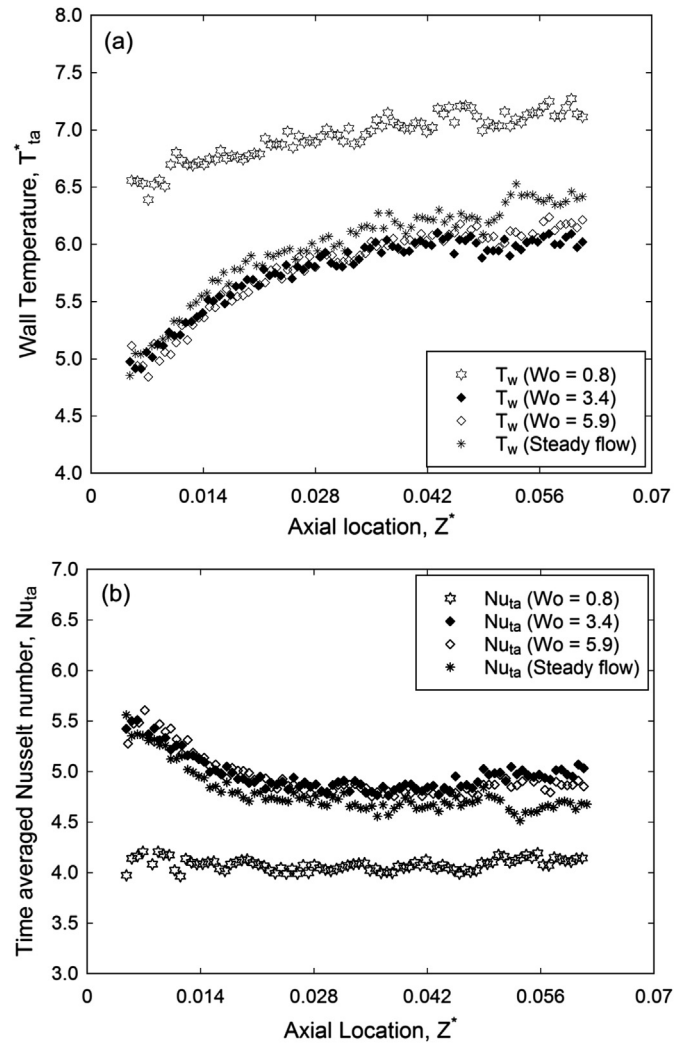 (a)
8.0
7.5
7.0
6.5
6.0
5.5
5.0
4.5
4.0
Wall Temperature, T*ta
Tw (Wo = 0.8)
Tw (Wo = 3.4)
Tw (Wo = 5.9)
Tw (Steady flow)
0 0.014 0.028 0.042 0.056 0.07
Axial location, Z*
(b)
7.0
6.5
6.0
5.5
5.0
4.5
4.0
3.5
3.0
Time averaged Nusselt number, Nuta
Nuta (Wo = 0.8)
Nuta (Wo = 3.4)
Nuta (Wo = 5.9)
Nuta (Steady flow)
0 0.014 0.028 0.042 0.056 0.07
Axial Location, Z*